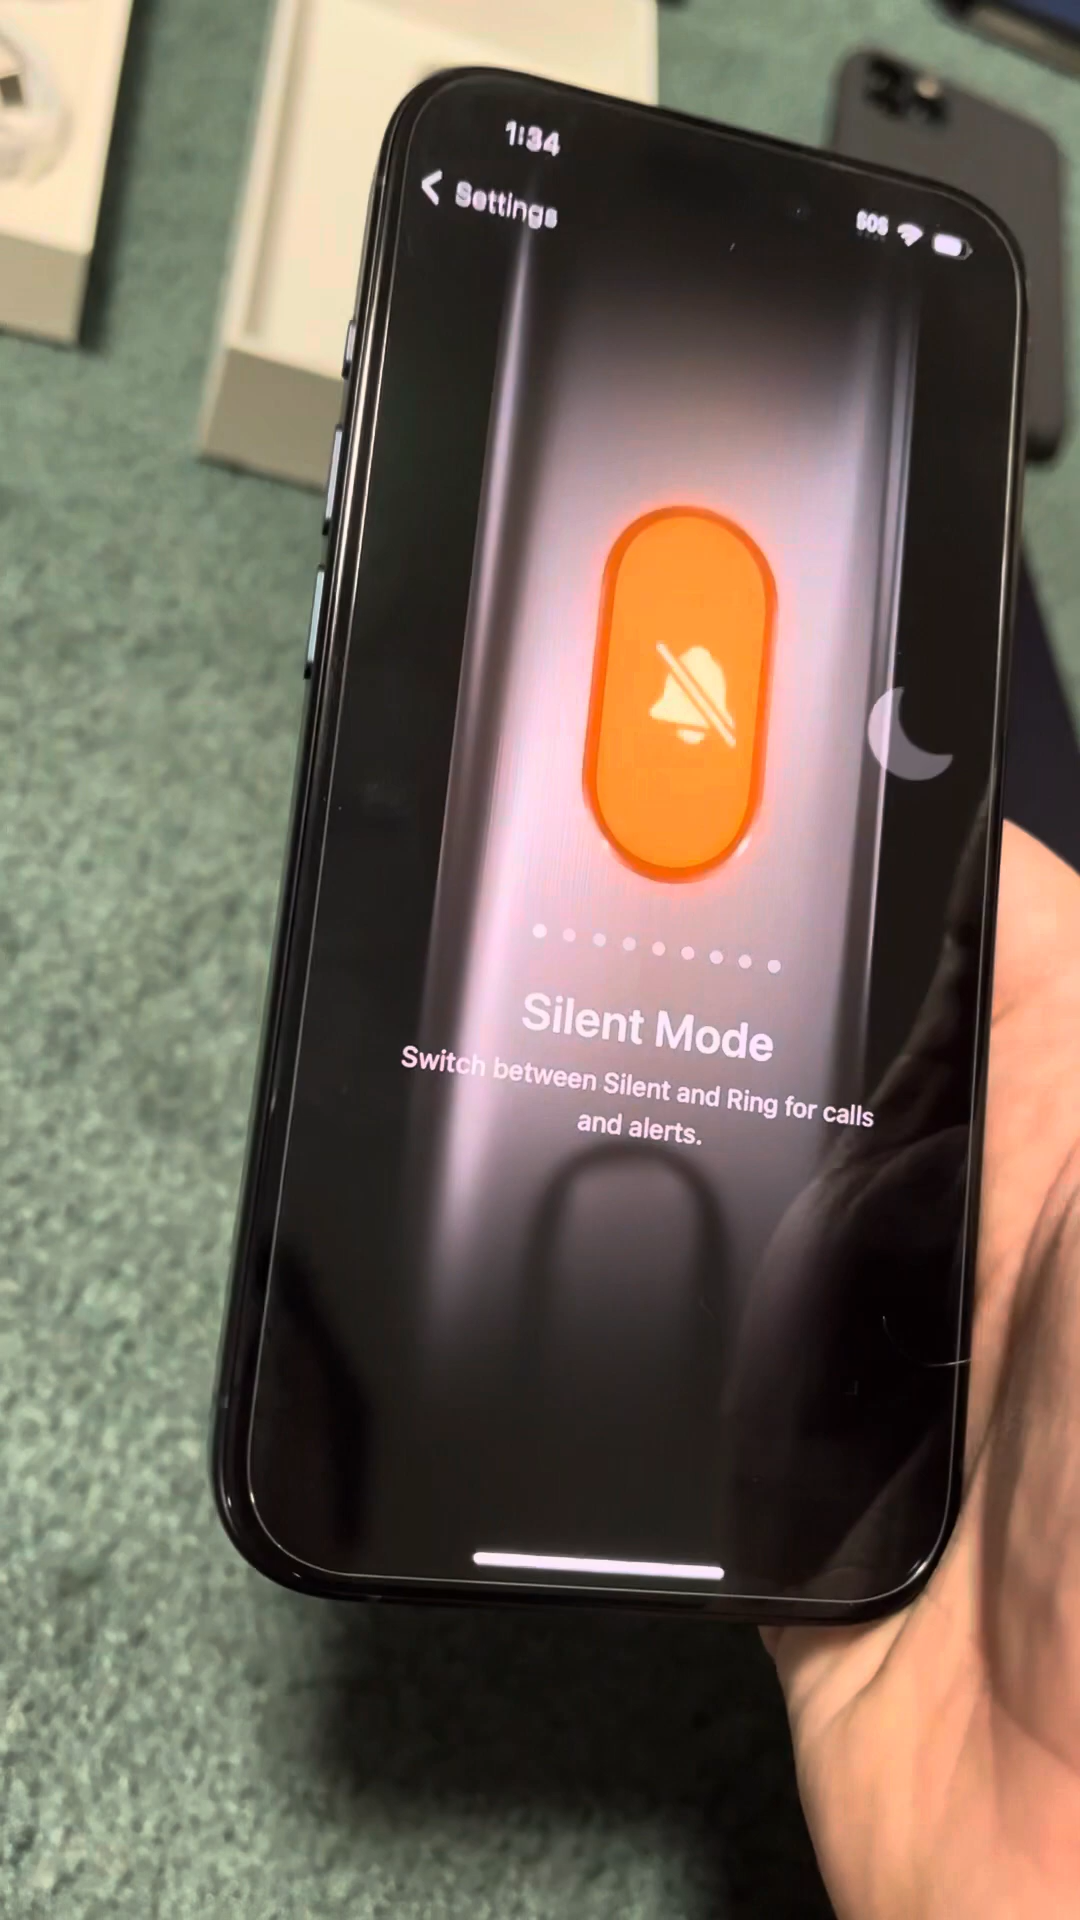 1:34
Settings
SOS
Silent Mode
Switch between Silent and Ring for calls
and alerts.